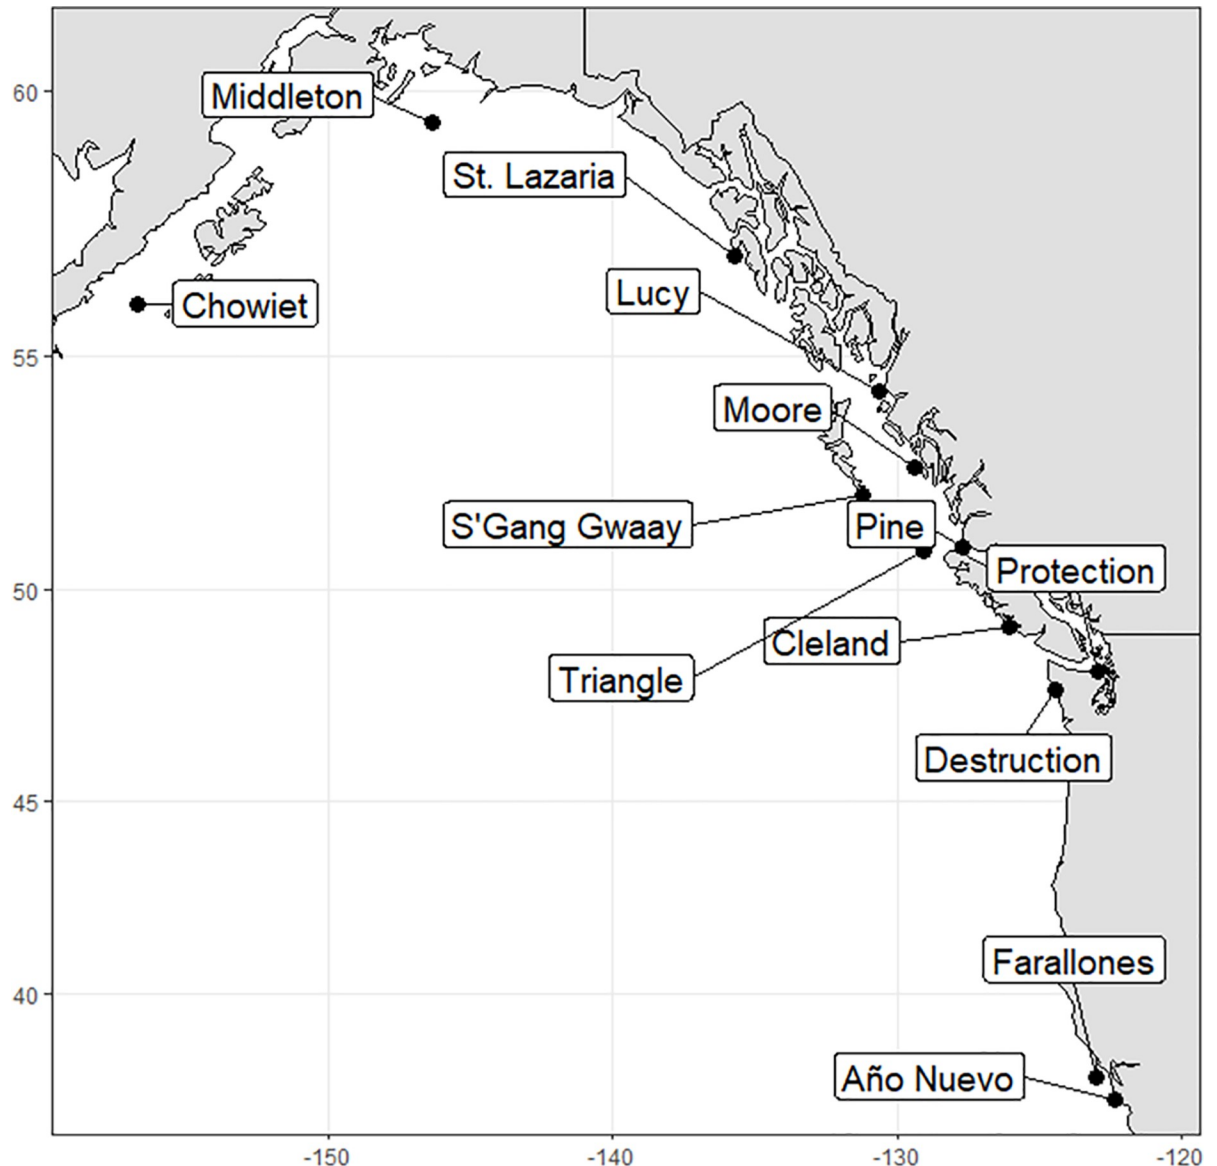 60
Middleton
St. Lazaria
Lucy
Chowiet
55
Moore
S'Gang Gwaay
Pine
Protection
50
Cleland
Triangle
Destruction
45
Farallones
40
Año Nuevo
-150
-140
-130
-120